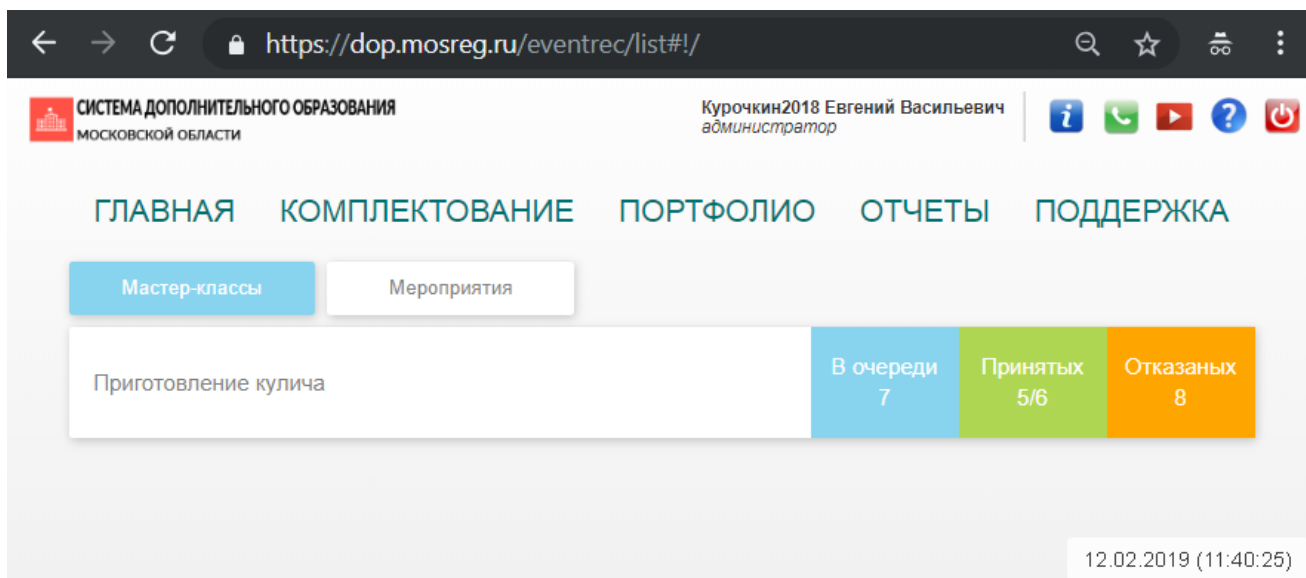 https://dop.mosreg.ru/eventrec/list#!/
СИСТЕМА ДОПОЛНИТЕЛЬНОГО ОБРАЗОВАНИЯ
МОСКОВСКОЙ ОБЛАСТИ
Курочкин2018 Евгений Васильевич
администратор
ГЛАВНАЯ КОМПЛЕКТОВАНИЕ ПОРТФОЛИО ОТЧЕТЫ ПОДДЕРЖКА
Мастер-классы Мероприятия
Приготовление кулича
В очереди
7
Принятых
5/6
Отказаных
8
12.02.2019 (11:40:25)